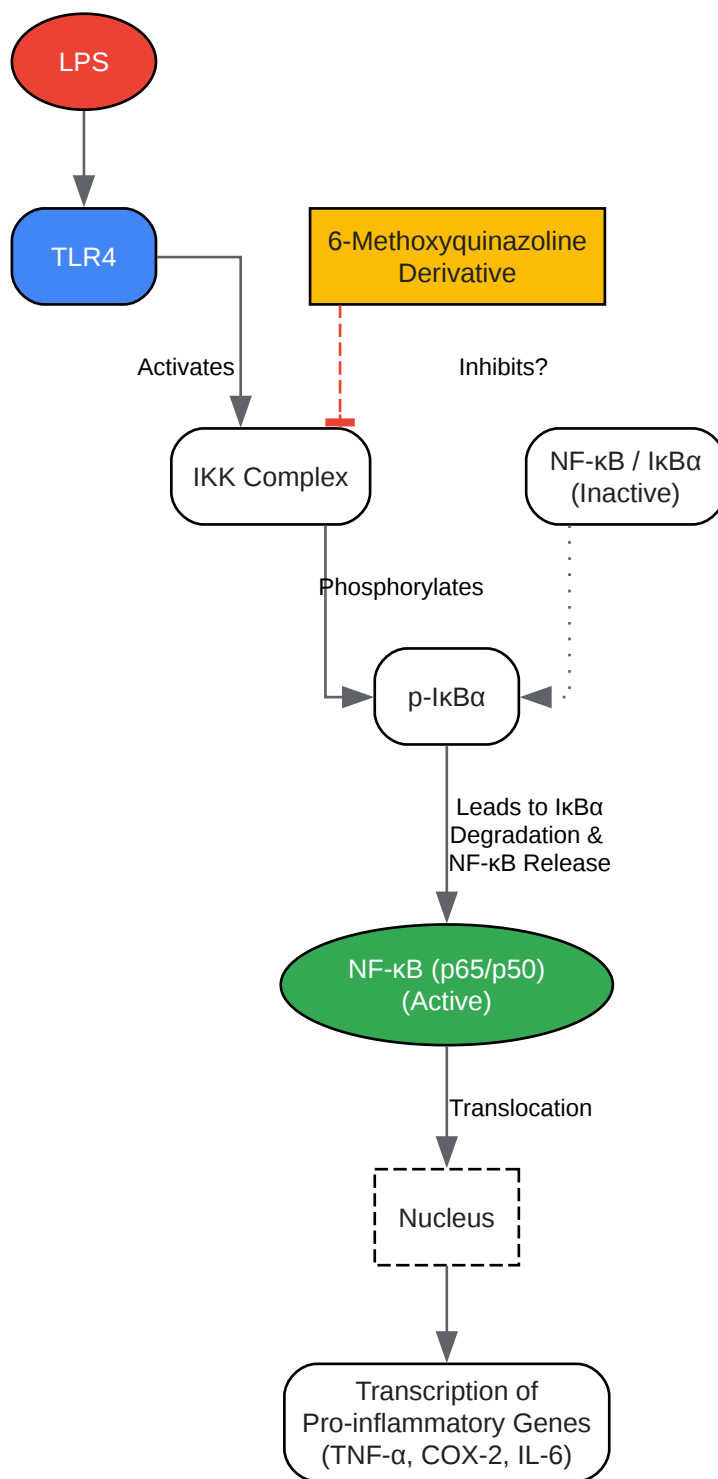 LPS
TLR4
6-Methoxyquinazoline
Derivative
Activates
Inhibits?
IKK Complex
NF-κB / IκBα
(Inactive)
Phosphorylates
p-IκBα
Leads to IκBα
Degradation &
NF-κB Release
NF-κB (p65/p50)
(Active)
Translocation
Nucleus
Transcription of
Pro-inflammatory Genes
(TNF-α, COX-2, IL-6)